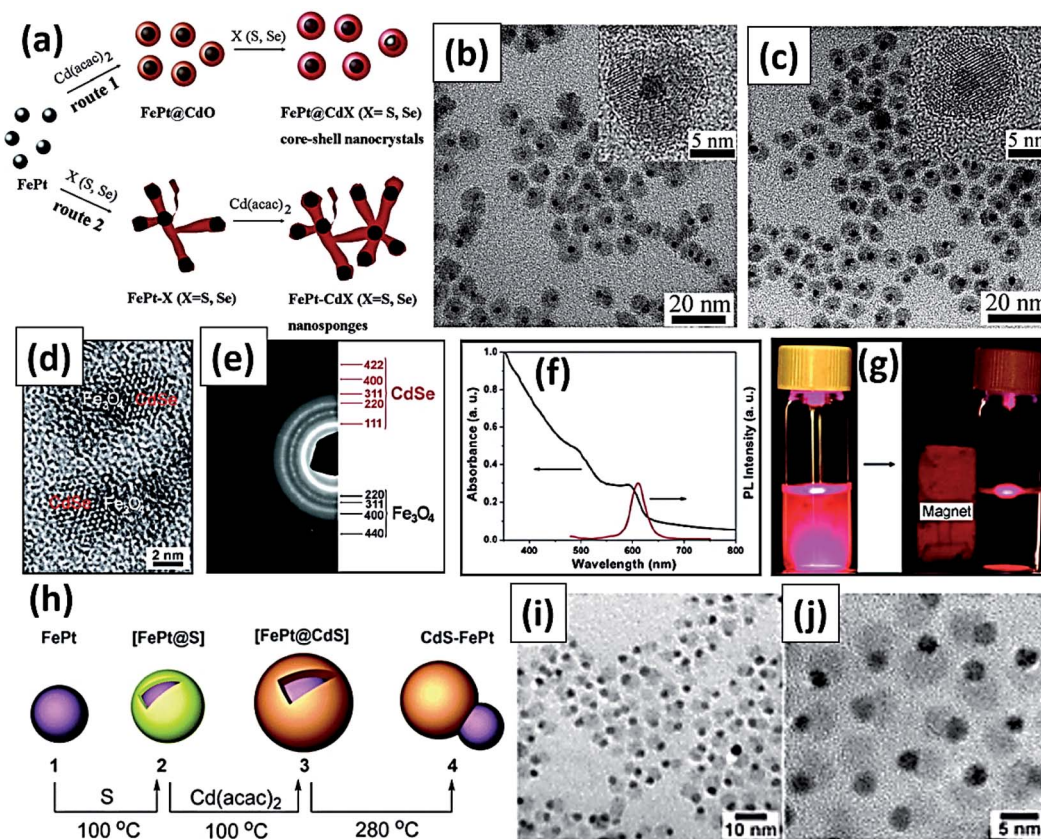 (a)
Cd(acac)₂
route 1
X (S, Se)
FePt@CdO
FePt@CdX (X= S, Se)
core-shell nanocrystals
FePt
X (S, Se)
route 2
Cd(acac)₂
FePt-X (X=S, Se)
FePt-CdX (X=S, Se)
nanosponges
(b)
5 nm
20 nm
(c)
5 nm
20 nm
(d)
Fe₃O₄ CdSe
CdSe Fe₃O₄
2 nm
(e)
422
400
311
220
111
CdSe
220
311
400
440
Fe₃O₄
(f)
Absorbance (a. u.)
1.0
0.8
0.6
0.4
0.2
0.0
400 500 600 700 800
Wavelength (nm)
PL Intensity (a. u.)
(g)
Magnet
(h)
FePt [FePt@S] [FePt@CdS] CdS-FePt
1 2 3 4
S Cd(acac)₂
100 ºC 100 ºC 280 ºC
(i)
10 nm
(j)
5 nm